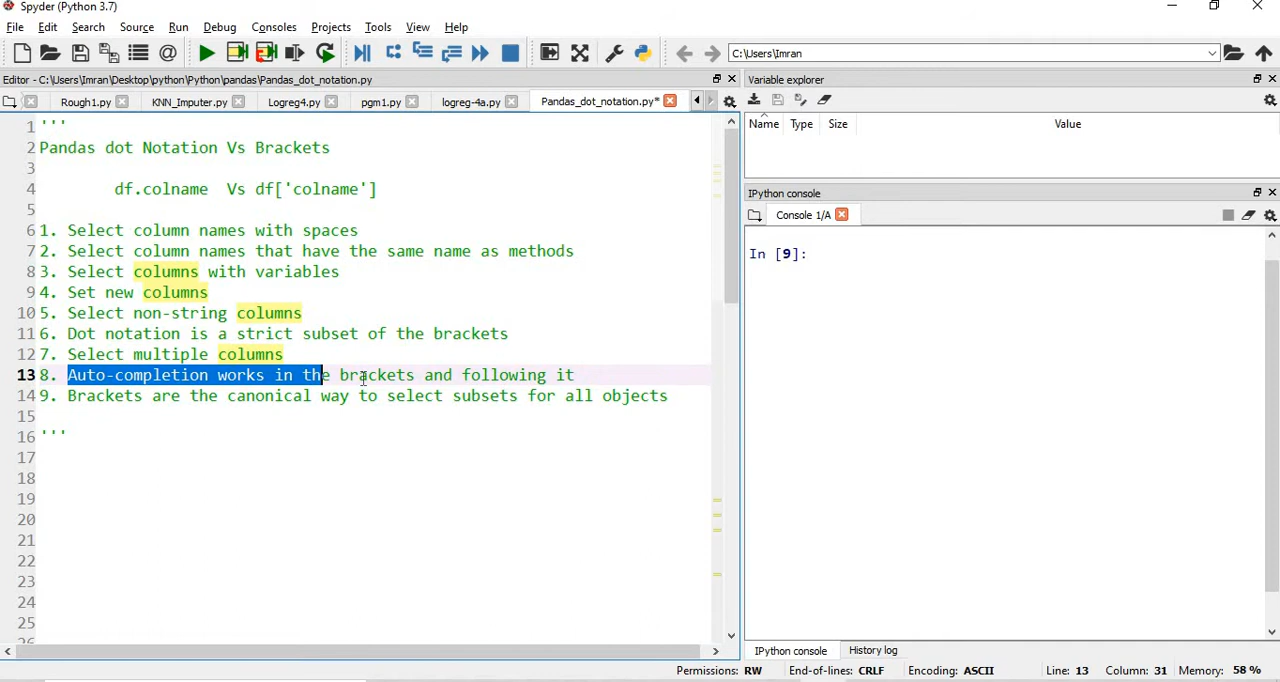 Spyder (Python 3.7)
File Edit Search Source Run Debug Consoles Projects Tools View Help
C:\Users\Imran
Editor - C:\Users\Imran\Desktop\python\Python\pandas\Pandas_dot_notation.py
Rough1.py KNN_Imputer.py Logreg4.py pgm1.py logreg-4a.py Pandas_dot_notation.py*
1 '''
2 Pandas dot Notation Vs Brackets
3
4 df.colname Vs df['colname']
5
6 1. Select column names with spaces
7 2. Select column names that have the same name as methods
8 3. Select columns with variables
9 4. Set new columns
10 5. Select non-string columns
11 6. Dot notation is a strict subset of the brackets
12 7. Select multiple columns
13 8. Auto-completion works in the brackets and following it
14 9. Brackets are the canonical way to select subsets for all objects
15
16 '''
17
18
19
20
21
22
23
24
25
26
Variable explorer
Name Type Size Value
IPython console
Console 1/A
In [9]:
IPython console History log
Permissions: RW End-of-lines: CRLF Encoding: ASCII Line: 13 Column: 31 Memory: 58 %